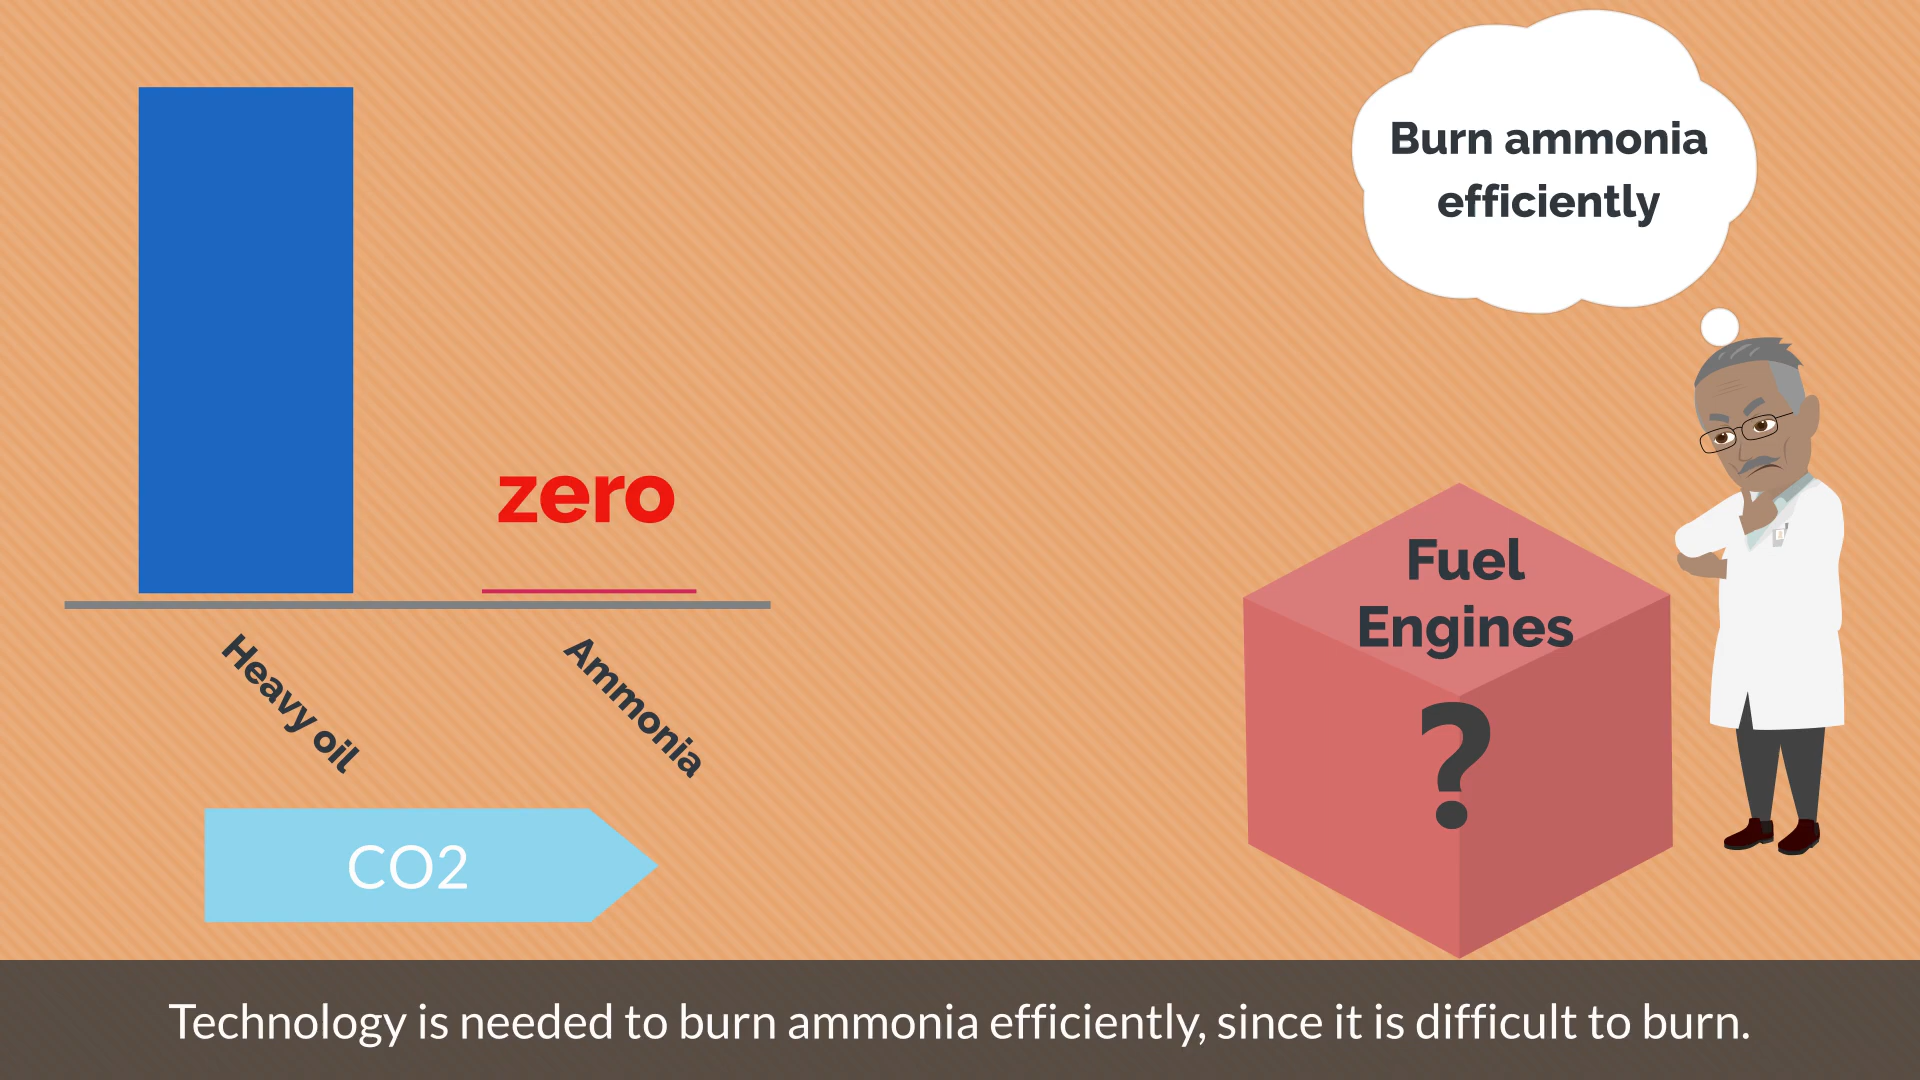 Burn ammonia
efficiently
zero
Fuel
Engines
?
Heavy oil
Ammonia
CO2
Technology is needed to burn ammonia efficiently, since it is difficult to burn.